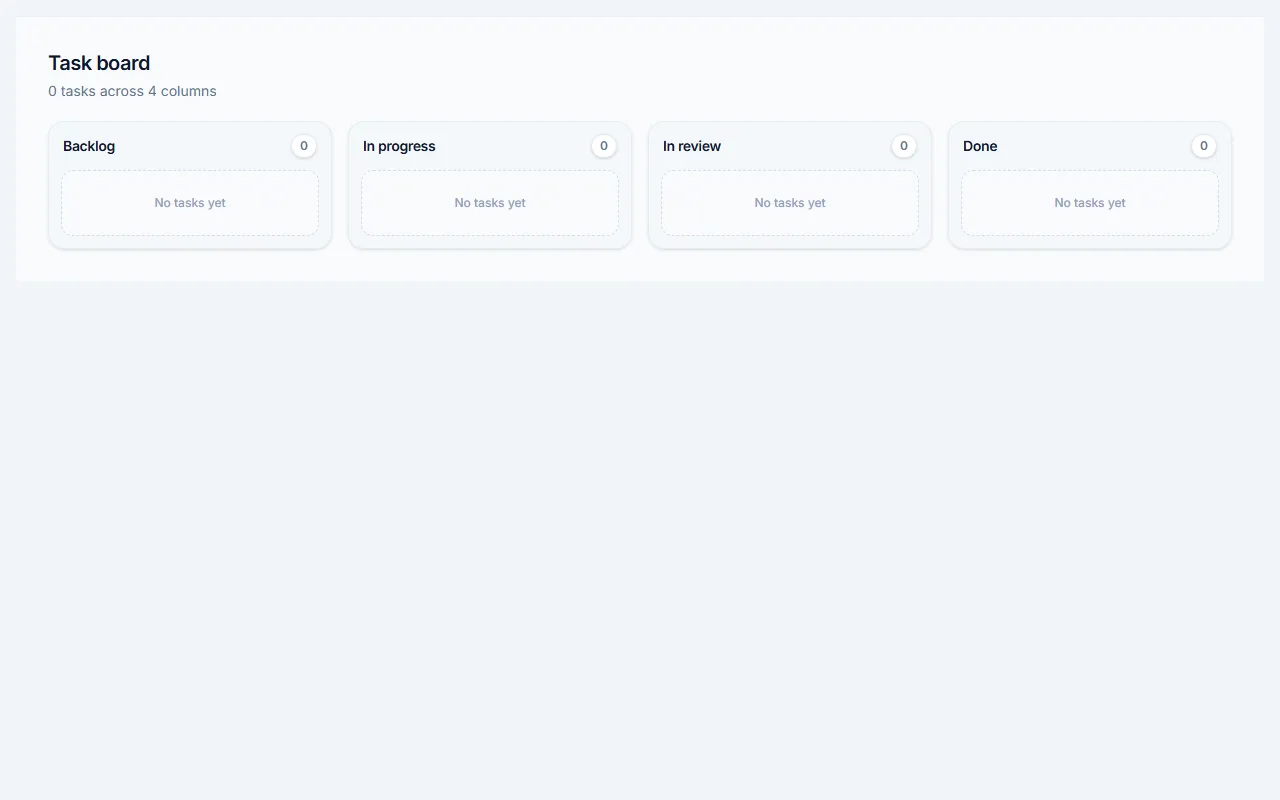 Task board
0 tasks across 4 columns
Backlog 0
No tasks yet
In progress 0
No tasks yet
In review 0
No tasks yet
Done 0
No tasks yet